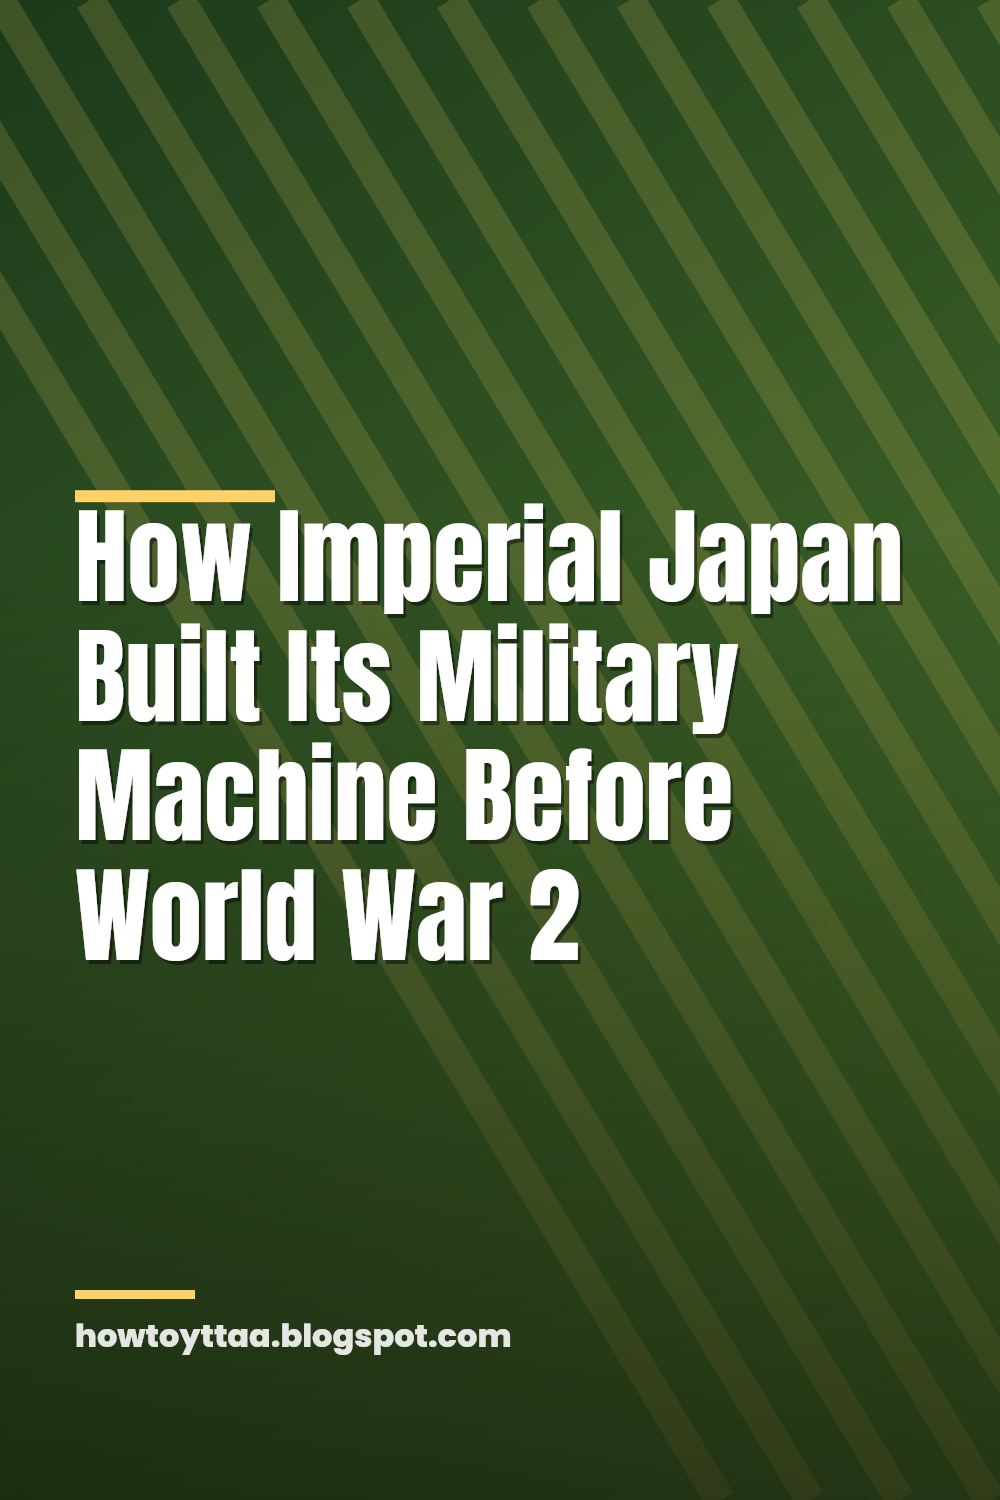 How Imperial Japan
Built Its Military
Machine Before
World War 2
howtoyttaa.blogspot.com